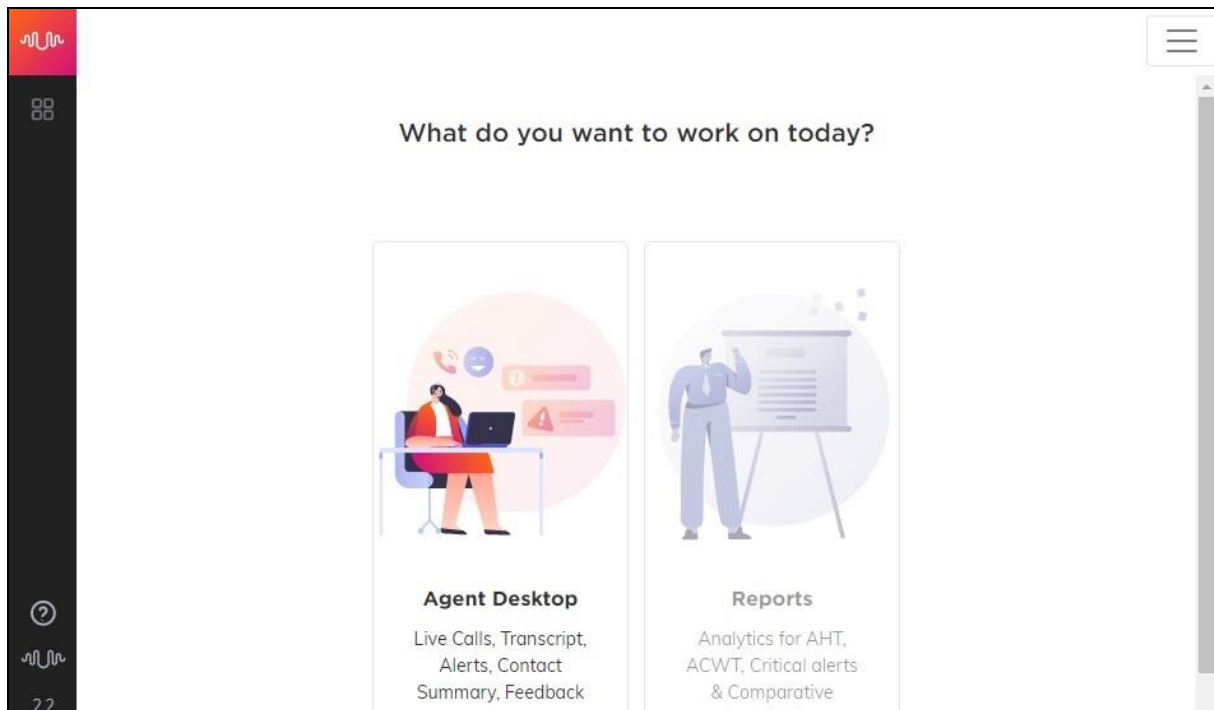 What do you want to work on today?
Agent Desktop
Live Calls, Transcript,
Alerts, Contact
Summary, Feedback
Reports
Analytics for AHT,
ACWT, Critical alerts
& Comparative